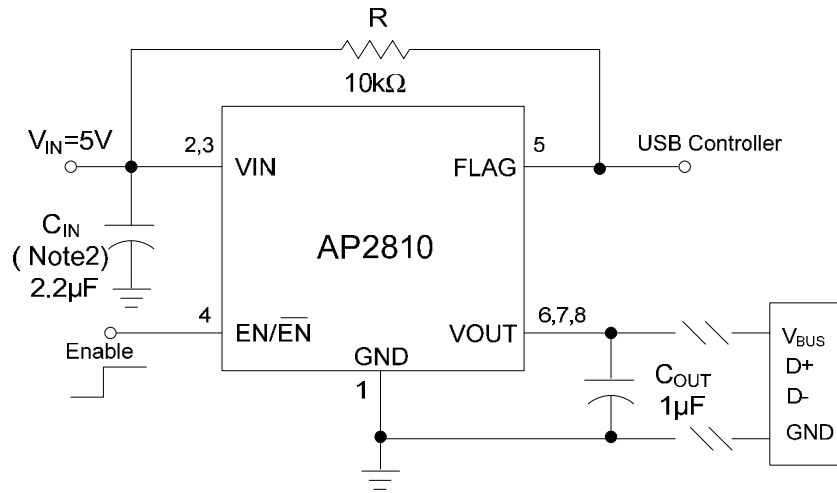 R
10kΩ
V_IN=5V
2,3
VIN
FLAG
5
USB Controller
C_IN
( Note2)
2.2μF
AP2810
4
EN/E̅N̅
Enable
VOUT
6,7,8
GND
1
C_OUT
1μF
V_BUS
D+
D-
GND